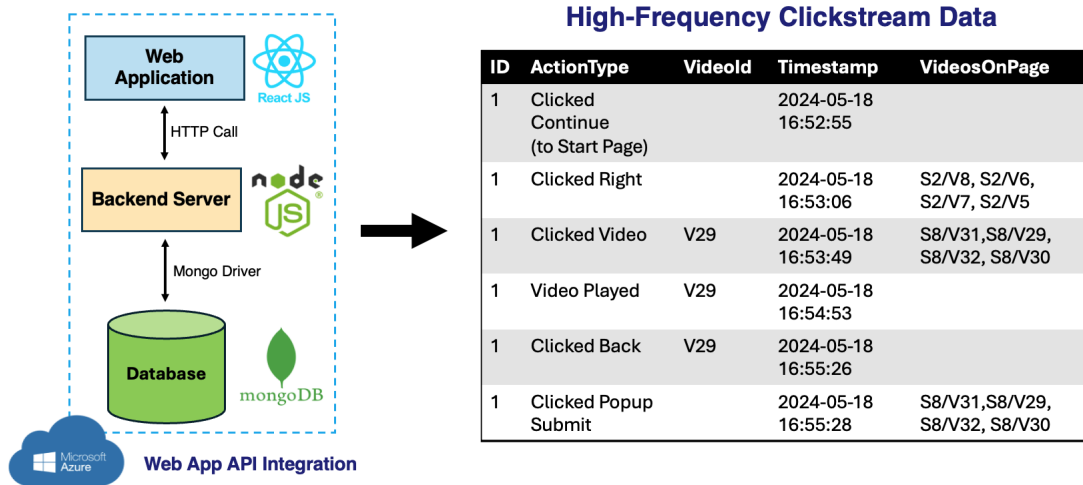 High-Frequency Clickstream Data
Web
Application
React JS
HTTP Call
Backend Server
node
JS
®
Mongo Driver
Database
mongoDB
Microsoft
Azure
Web App API Integration
ID ActionType VideoId Timestamp VideosOnPage
1 Clicked 2024-05-18
Continue 16:52:55
(to Start Page)
1 Clicked Right 2024-05-18 S2/V8, S2/V6,
16:53:06 S2/V7, S2/V5
1 Clicked Video V29 2024-05-18 S8/V31,S8/V29,
16:53:49 S8/V32, S8/V30
1 Video Played V29 2024-05-18
16:54:53
1 Clicked Back V29 2024-05-18
16:55:26
1 Clicked Popup 2024-05-18 S8/V31,S8/V29,
Submit 16:55:28 S8/V32, S8/V30